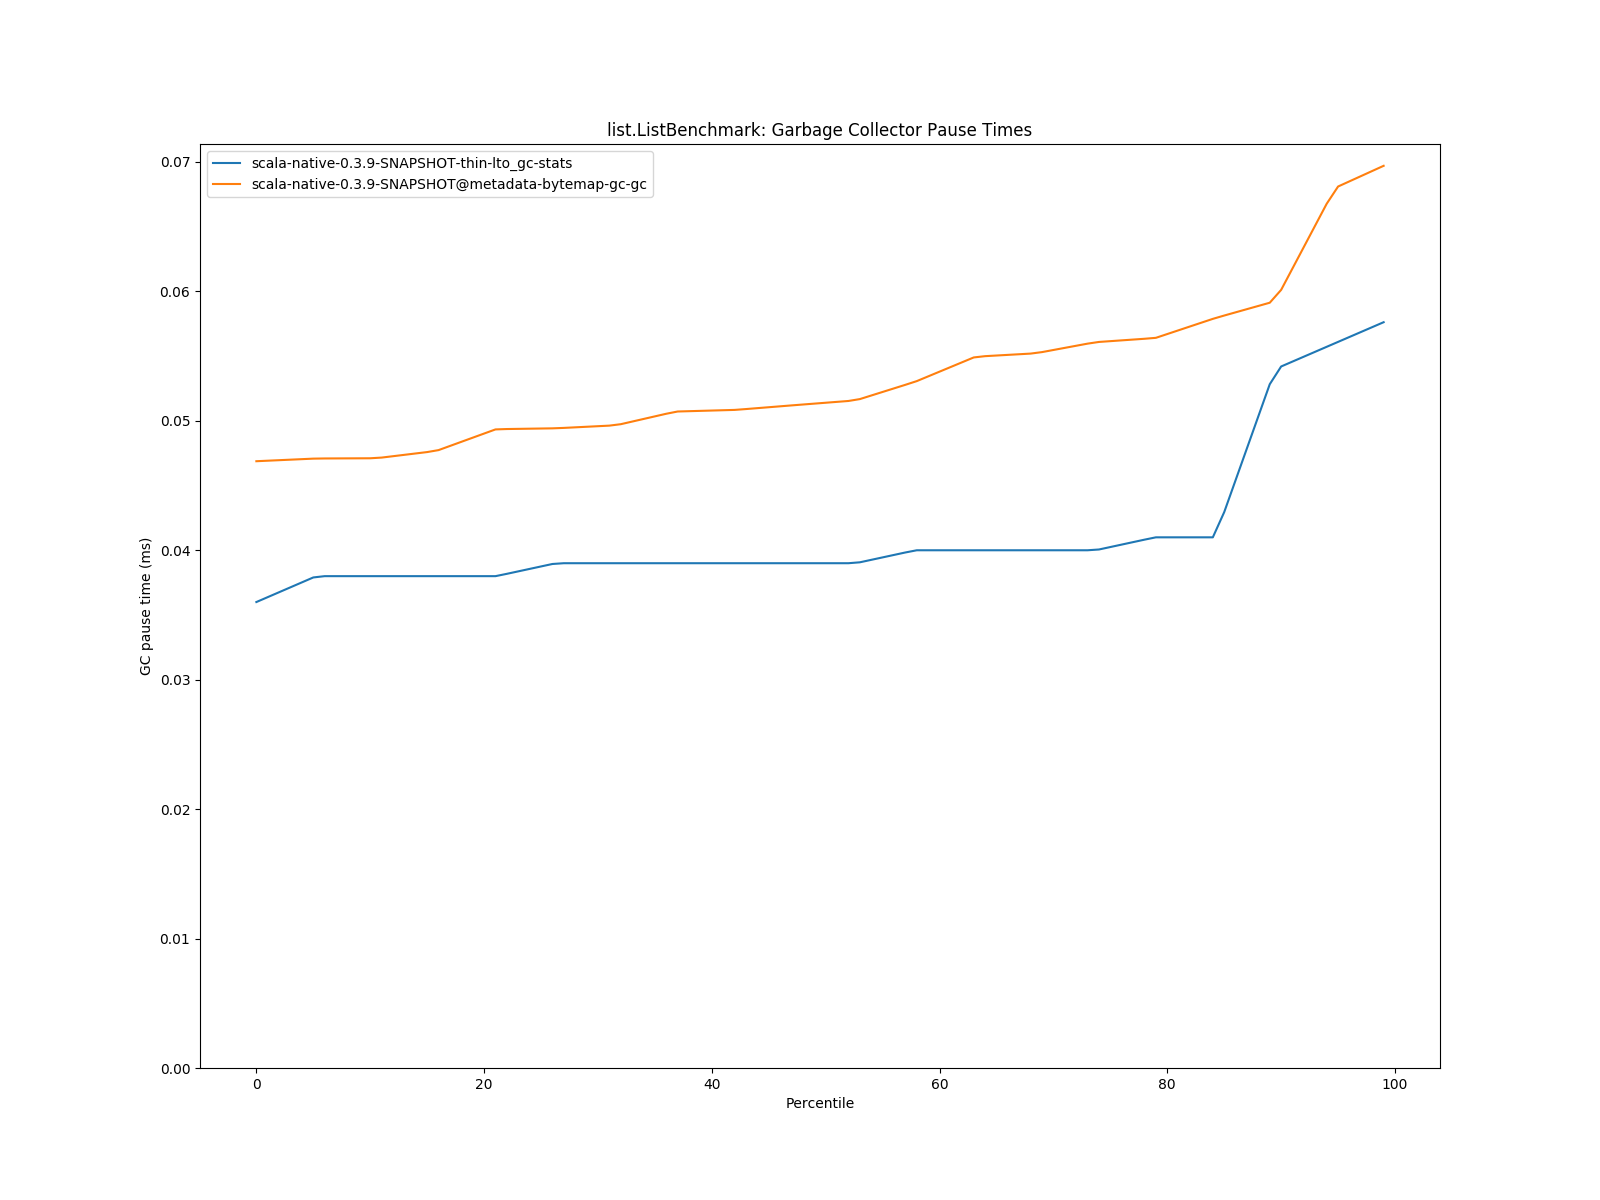 list.ListBenchmark: Garbage Collector Pause Times
scala-native-0.3.9-SNAPSHOT-thin-lto_gc-stats
scala-native-0.3.9-SNAPSHOT@metadata-bytemap-gc-gc
0.07
0.06
0.05
0.04
0.03
0.02
0.01
0.00
GC pause time (ms)
0 20 40 60 80 100
Percentile